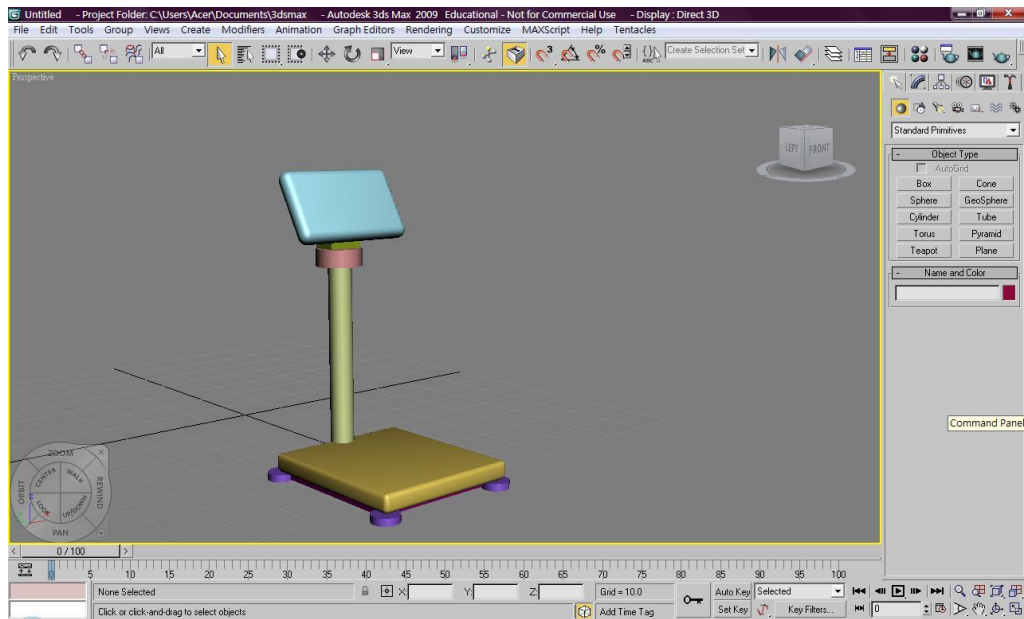 Untitled - Project Folder: C:\Users\Acer\Documents\3dsmax - Autodesk 3ds Max 2009 Educational - Not for Commercial Use - Display : Direct 3D
File Edit Tools Group Views Create Modifiers Animation Graph Editors Rendering Customize MAXScript Help Tentacles
All View 3 % ABC Create Selection Set
Perspective
LEFT FRONT
Standard Primitives
- Object Type
AutoGrid
Box Cone
Sphere GeoSphere
Cylinder Tube
Torus Pyramid
Teapot Plane
- Name and Color
Command Pane
ZOOM
CENTER WALK
ORBIT REWIND
LOOK UP/DOWN
PAN
< 0 / 100 >
0 5 10 15 20 25 30 35 40 45 50 55 60 65 70 75 80 85 90 95 100
None Selected X: Y: Z: Grid = 10.0 Auto Key Selected
Click or click-and-drag to select objects Add Time Tag Set Key Key Filters... 0